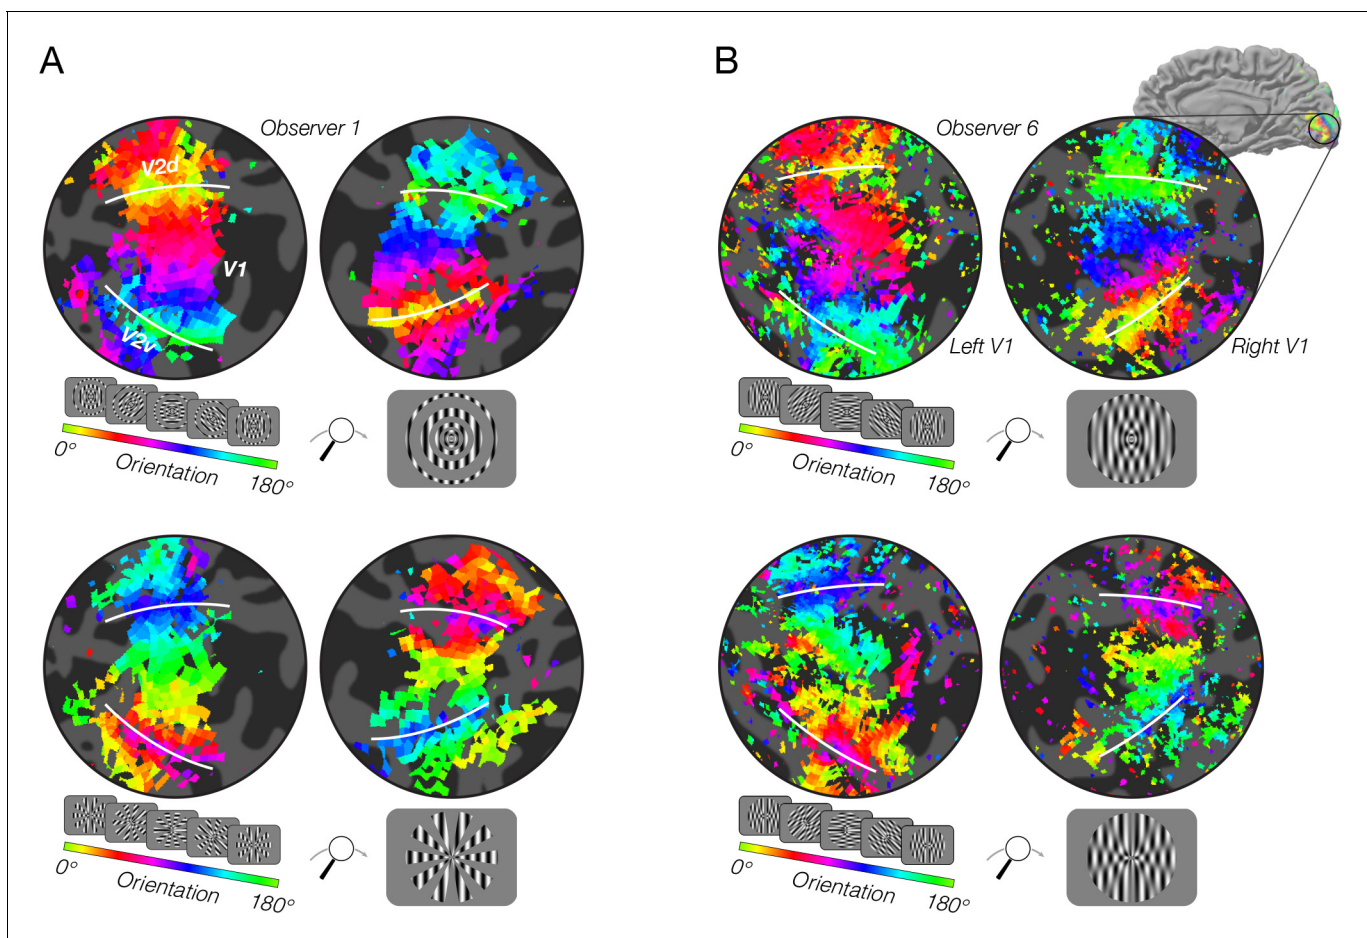 A
B
Observer 1
Observer 6
V2d
V1
V2v
Left V1
Right V1
0°
Orientation
180°
0°
Orientation
180°
0°
Orientation
180°
0°
Orientation
180°